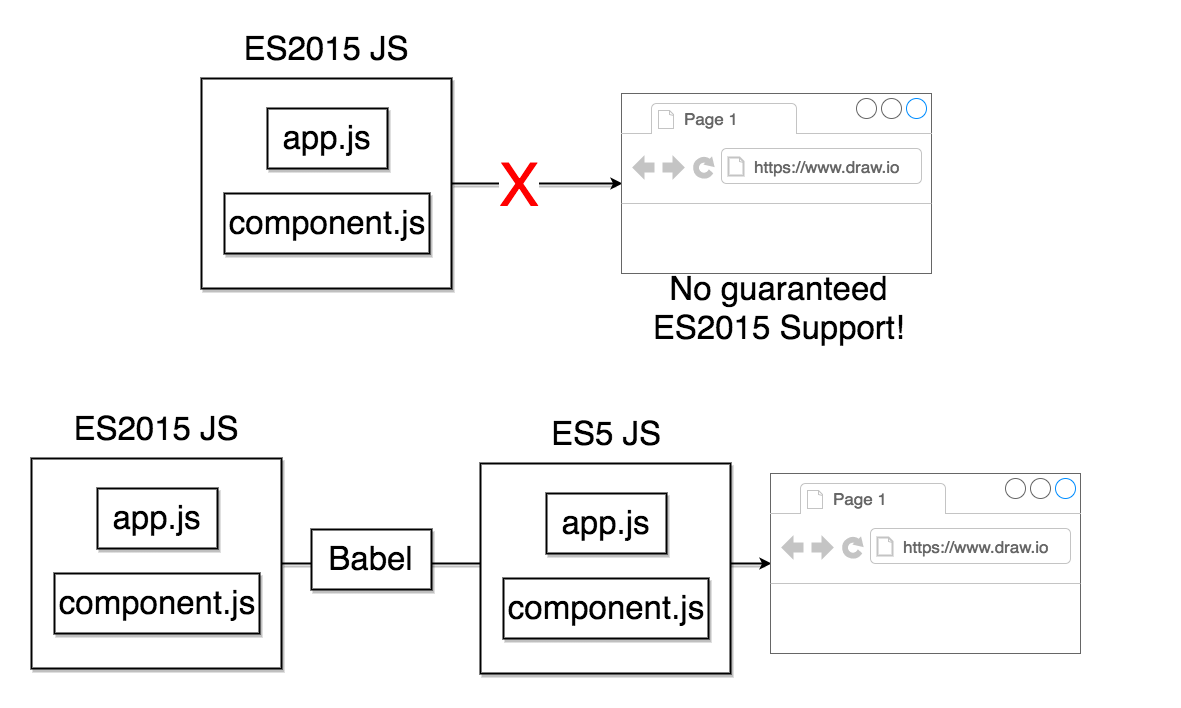 ES2015 JS
app.js
component.js
X
Page 1
https://www.draw.io
No guaranteed
ES2015 Support!
ES2015 JS
app.js
component.js
Babel
ES5 JS
app.js
component.js
Page 1
https://www.draw.io